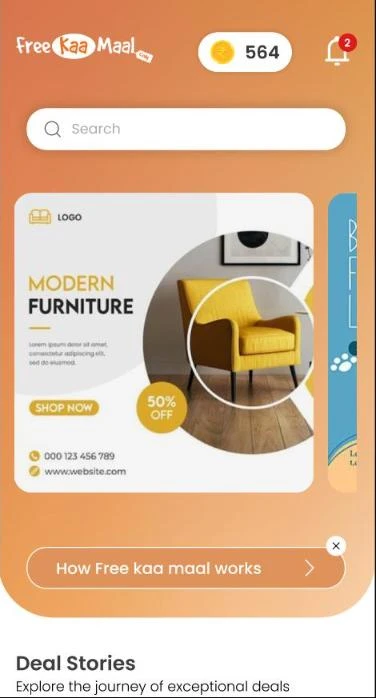 Free Kaa Maal
.com
564
2
Search
LOGO
MODERN
FURNITURE
Lorem ipsum dolor sit amet,
consectetur adipiscing elit,
sed do eiusmod.
SHOP NOW
50%
OFF
000 123 456 789
www.website.com
How Free kaa maal works
Deal Stories
Explore the journey of exceptional deals